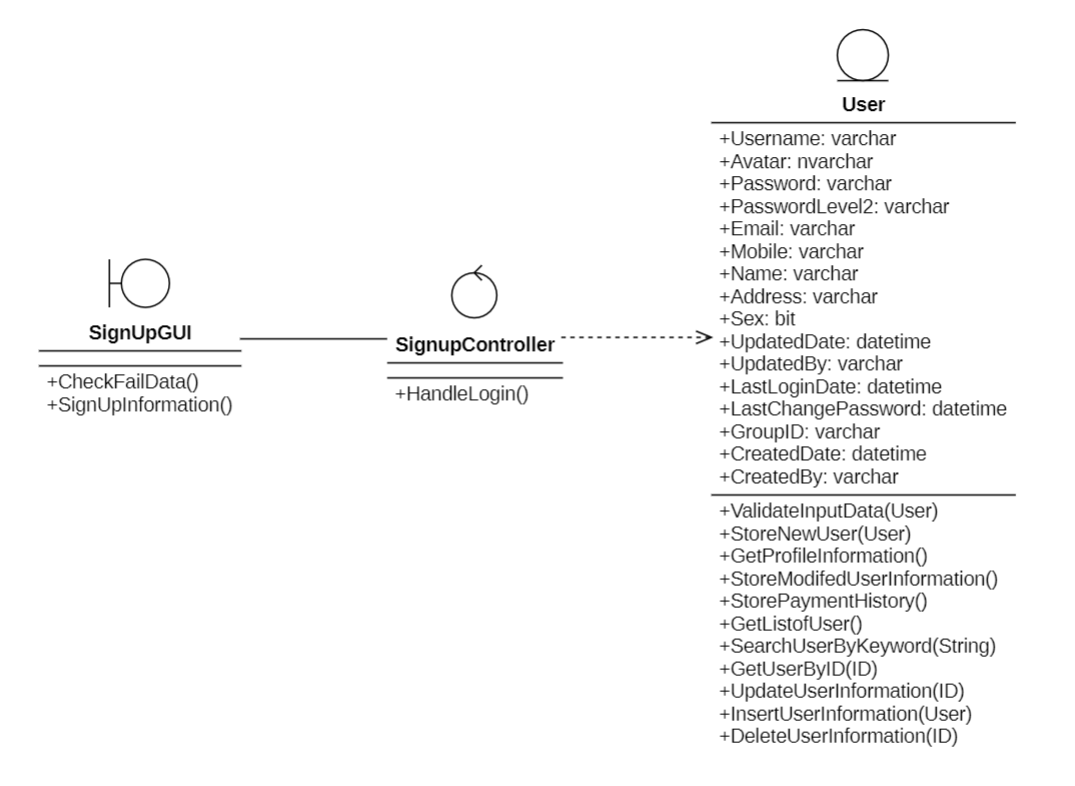 SignUpGUI
+CheckFailData()
+SignUpInformation()
SignupController
+HandleLogin()
User
+Username: varchar
+Avatar: nvarchar
+Password: varchar
+PasswordLevel2: varchar
+Email: varchar
+Mobile: varchar
+Name: varchar
+Address: varchar
+Sex: bit
+UpdatedDate: datetime
+UpdatedBy: varchar
+LastLoginDate: datetime
+LastChangePassword: datetime
+GroupID: varchar
+CreatedDate: datetime
+CreatedBy: varchar
+ValidateInputData(User)
+StoreNewUser(User)
+GetProfileInformation()
+StoreModifedUserInformation()
+StorePaymentHistory()
+GetListofUser()
+SearchUserByKeyword(String)
+GetUserByID(ID)
+UpdateUserInformation(ID)
+InsertUserInformation(User)
+DeleteUserInformation(ID)